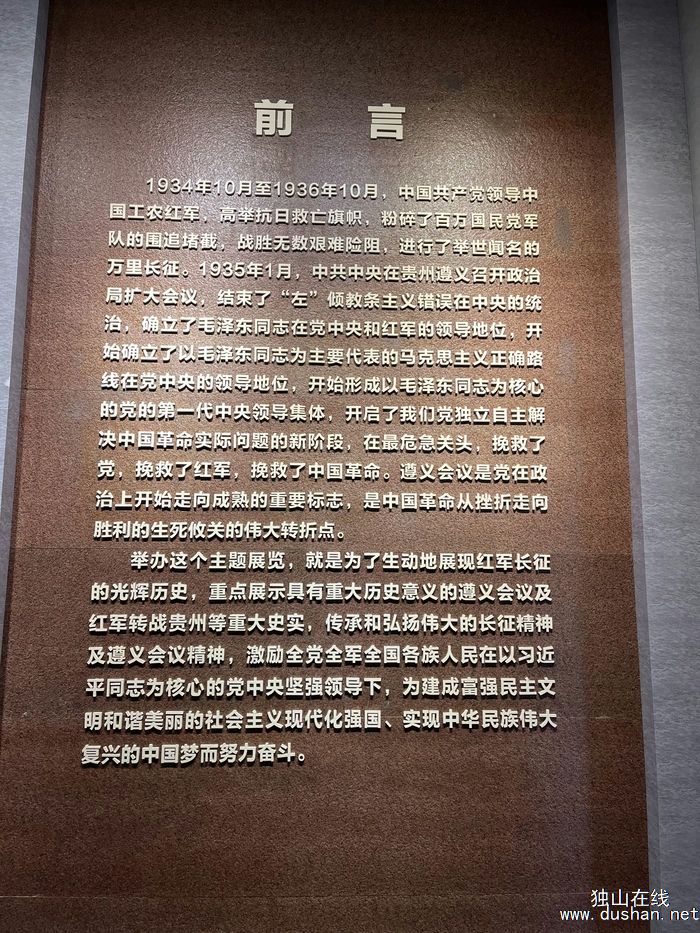 前 言
1934年10月至1936年10月，中国共产党领导中
国工农红军，高举抗日救亡旗帜，粉碎了百万国民党军
队的围追堵截，战胜无数艰难险阻，进行了举世闻名的
万里长征。1935年1月，中共中央在贵州遵义召开政治
局扩大会议，结束了“左”倾教条主义错误在中央的统
治，确立了毛泽东同志在党中央和红军的领导地位，开
始确立了以毛泽东同志为主要代表的马克思主义正确路
线在党中央的领导地位，开始形成以毛泽东同志为核心
的党的第一代中央领导集体，开启了我们党独立自主解
决中国革命实际问题的新阶段，在最危急关头，挽救了
党，挽救了红军，挽救了中国革命。遵义会议是党在政
治上开始走向成熟的重要标志，是中国革命从挫折走向
胜利的生死攸关的伟大转折点。
举办这个主题展览，就是为了生动地展现红军长征
的光辉历史，重点展示具有重大历史意义的遵义会议及
红军转战贵州等重大史实，传承和弘扬伟大的长征精神
及遵义会议精神，激励全党全军全国各族人民在以习近
平同志为核心的党中央坚强领导下，为建成富强民主文
明和谐美丽的社会主义现代化强国、实现中华民族伟大
复兴的中国梦而努力奋斗。
独山在线
www.dushan.net